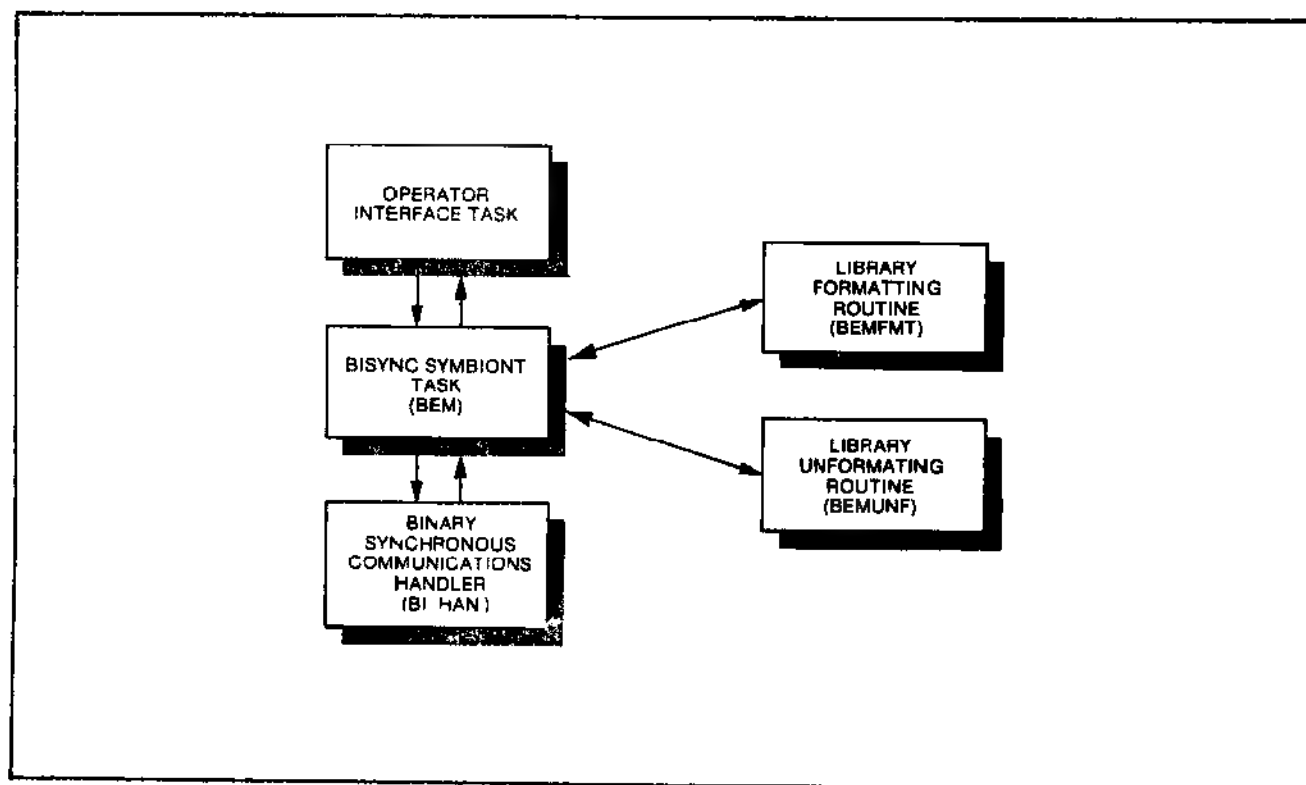 OPERATOR
INTERFACE TASK
BISYNC SYMBIONT
TASK
(BEM)
BINARY
SYNCHRONOUS
COMMUNICATIONS
HANDLER
LIBRARY
FORMATTING
ROUTINE
(BEMFMT)
LIBRARY
UNFORMATING
ROUTINE
(BEMUNF)